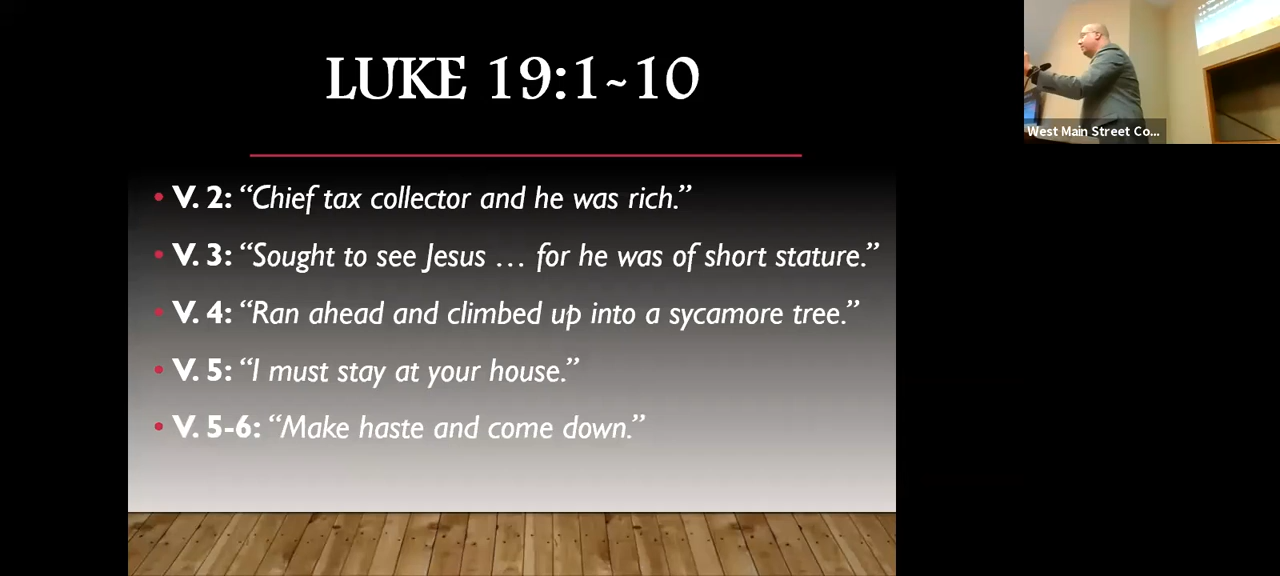 LUKE 19:1~10
• V. 2: “Chief tax collector and he was rich.”
• V. 3: “Sought to see Jesus … for he was of short stature.”
• V. 4: “Ran ahead and climbed up into a sycamore tree.”
• V. 5: “I must stay at your house.”
• V. 5-6: “Make haste and come down.”
West Main Street Co...